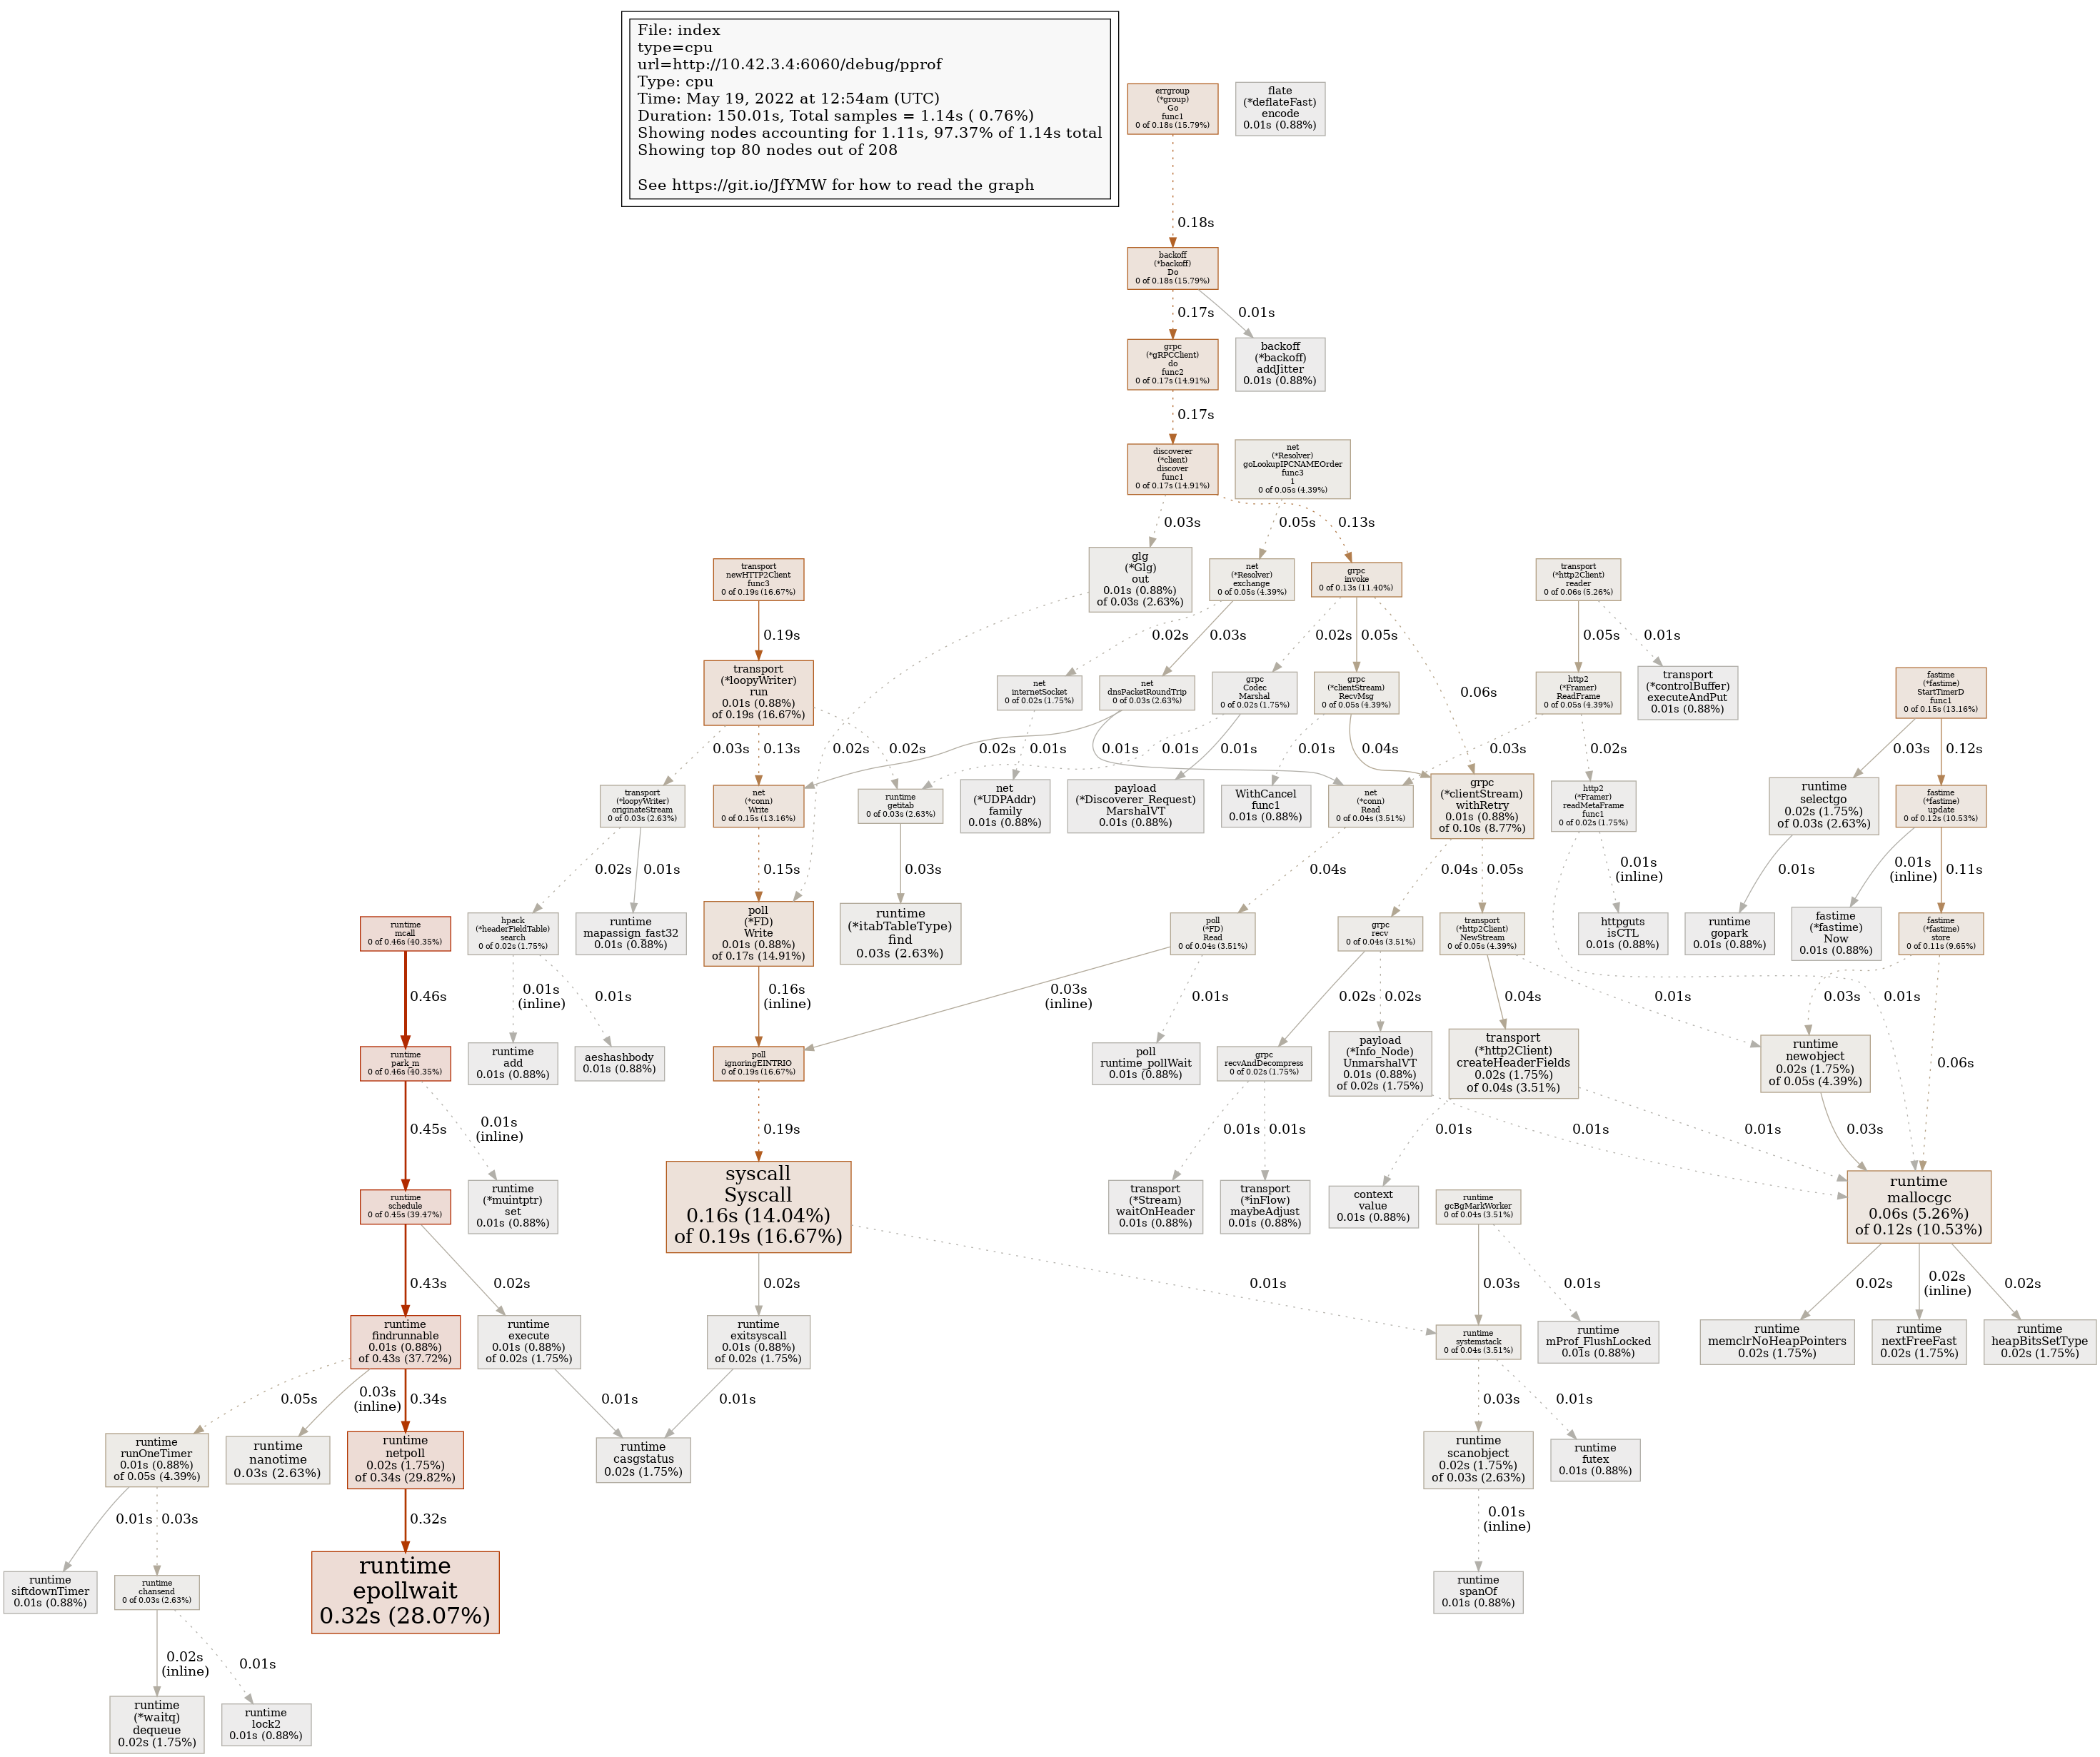 File: index
type=cpu
url=http://10.42.3.4:6060/debug/pprof
Type: cpu
Time: May 19, 2022 at 12:54am (UTC)
Duration: 150.01s, Total samples = 1.14s ( 0.76%)
Showing nodes accounting for 1.11s, 97.37% of 1.14s total
Showing top 80 nodes out of 208
See https://git.io/JfYMW for how to read the graph
errgroup
(*group)
Go
func1
0 of 0.18s (15.79%)
flate
(*deflateFast)
encode
0.01s (0.88%)
0.18s
backoff
(*backoff)
Do
0 of 0.18s (15.79%)
0.17s
0.01s
grpc
(*gRPCClient)
do
func2
0 of 0.17s (14.91%)
backoff
(*backoff)
addJitter
0.01s (0.88%)
0.17s
discoverer
(*client)
discover
func1
0 of 0.17s (14.91%)
net
(*Resolver)
goLookupIPCNAMEOrder
func3
1
0 of 0.05s (4.39%)
0.03s
0.05s
0.13s
transport
newHTTP2Client
func3
0 of 0.19s (16.67%)
glg
(*Glg)
out
0.01s (0.88%)
of 0.03s (2.63%)
net
(*Resolver)
exchange
0 of 0.05s (4.39%)
grpc
invoke
0 of 0.13s (11.40%)
transport
(*http2Client)
reader
0 of 0.06s (5.26%)
0.19s
0.02s
0.03s
0.02s
0.05s
0.05s
0.01s
transport
(*loopyWriter)
run
0.01s (0.88%)
of 0.19s (16.67%)
net
internetSocket
0 of 0.02s (1.75%)
net
dnsPacketRoundTrip
0 of 0.03s (2.63%)
grpc
Codec
Marshal
0 of 0.02s (1.75%)
grpc
(*clientStream)
RecvMsg
0 of 0.05s (4.39%)
0.06s
http2
(*Framer)
ReadFrame
0 of 0.05s (4.39%)
transport
(*controlBuffer)
executeAndPut
0.01s (0.88%)
fastime
(*fastime)
StartTimerD
func1
0 of 0.15s (13.16%)
0.03s
0.13s
0.02s
0.02s
0.02s
0.01s
0.01s
0.01s
0.01s
0.01s
0.04s
0.03s
0.02s
0.03s
0.12s
transport
(*loopyWriter)
originateStream
0 of 0.03s (2.63%)
net
(*conn)
Write
0 of 0.15s (13.16%)
runtime
getitab
0 of 0.03s (2.63%)
net
(*UDPAddr)
family
0.01s (0.88%)
payload
(*Discoverer_Request)
MarshalVT
0.01s (0.88%)
WithCancel
func1
0.01s (0.88%)
net
(*conn)
Read
0 of 0.04s (3.51%)
grpc
(*clientStream)
withRetry
0.01s (0.88%)
of 0.10s (8.77%)
http2
(*Framer)
readMetaFrame
func1
0 of 0.02s (1.75%)
runtime
selectgo
0.02s (1.75%)
of 0.03s (2.63%)
fastime
(*fastime)
update
0 of 0.12s (10.53%)
0.02s
0.01s
0.15s
0.03s
0.04s
0.04s
0.05s
0.01s
(inline)
0.01s
0.01s
(inline)
0.11s
runtime
mcall
0 of 0.46s (40.35%)
hpack
(*headerFieldTable)
search
0 of 0.02s (1.75%)
runtime
mapassign_fast32
0.01s (0.88%)
poll
(*FD)
Write
0.01s (0.88%)
of 0.17s (14.91%)
runtime
(*itabTableType)
find
0.03s (2.63%)
poll
(*FD)
Read
0 of 0.04s (3.51%)
grpc
recv
0 of 0.04s (3.51%)
transport
(*http2Client)
NewStream
0 of 0.05s (4.39%)
httpguts
isCTL
0.01s (0.88%)
runtime
gopark
0.01s (0.88%)
fastime
(*fastime)
Now
0.01s (0.88%)
fastime
(*fastime)
store
0 of 0.11s (9.65%)
0.46s
0.01s
(inline)
0.01s
0.16s
(inline)
0.03s
(inline)
0.01s
0.02s
0.02s
0.04s
0.01s
0.03s
0.01s
0.06s
runtime
park_m
0 of 0.46s (40.35%)
runtime
add
0.01s (0.88%)
aeshashbody
0.01s (0.88%)
poll
ignoringEINTRIO
0 of 0.19s (16.67%)
poll
runtime_pollWait
0.01s (0.88%)
grpc
recvAndDecompress
0 of 0.02s (1.75%)
payload
(*Info_Node)
UnmarshalVT
0.01s (0.88%)
of 0.02s (1.75%)
transport
(*http2Client)
createHeaderFields
0.02s (1.75%)
of 0.04s (3.51%)
runtime
newobject
0.02s (1.75%)
of 0.05s (4.39%)
0.45s
0.01s
(inline)
0.19s
0.01s
0.01s
0.01s
0.01s
0.01s
0.03s
runtime
schedule
0 of 0.45s (39.47%)
runtime
(*muintptr)
set
0.01s (0.88%)
syscall
Syscall
0.16s (14.04%)
of 0.19s (16.67%)
transport
(*Stream)
waitOnHeader
0.01s (0.88%)
transport
(*inFlow)
maybeAdjust
0.01s (0.88%)
context
value
0.01s (0.88%)
runtime
gcBgMarkWorker
0 of 0.04s (3.51%)
runtime
mallocgc
0.06s (5.26%)
of 0.12s (10.53%)
0.43s
0.02s
0.02s
0.01s
0.03s
0.01s
0.02s
0.02s
(inline)
0.02s
runtime
findrunnable
0.01s (0.88%)
of 0.43s (37.72%)
runtime
execute
0.01s (0.88%)
of 0.02s (1.75%)
runtime
exitsyscall
0.01s (0.88%)
of 0.02s (1.75%)
runtime
systemstack
0 of 0.04s (3.51%)
runtime
mProf_FlushLocked
0.01s (0.88%)
runtime
memclrNoHeapPointers
0.02s (1.75%)
runtime
nextFreeFast
0.02s (1.75%)
runtime
heapBitsSetType
0.02s (1.75%)
0.05s
0.03s
(inline)
0.34s
0.01s
0.01s
0.03s
0.01s
runtime
runOneTimer
0.01s (0.88%)
of 0.05s (4.39%)
runtime
nanotime
0.03s (2.63%)
runtime
netpoll
0.02s (1.75%)
of 0.34s (29.82%)
runtime
casgstatus
0.02s (1.75%)
runtime
scanobject
0.02s (1.75%)
of 0.03s (2.63%)
runtime
futex
0.01s (0.88%)
0.01s
0.03s
0.32s
0.01s
(inline)
runtime
siftdownTimer
0.01s (0.88%)
runtime
chansend
0 of 0.03s (2.63%)
runtime
epollwait
0.32s (28.07%)
runtime
spanOf
0.01s (0.88%)
0.02s
(inline)
0.01s
runtime
(*waitq)
dequeue
0.02s (1.75%)
runtime
lock2
0.01s (0.88%)